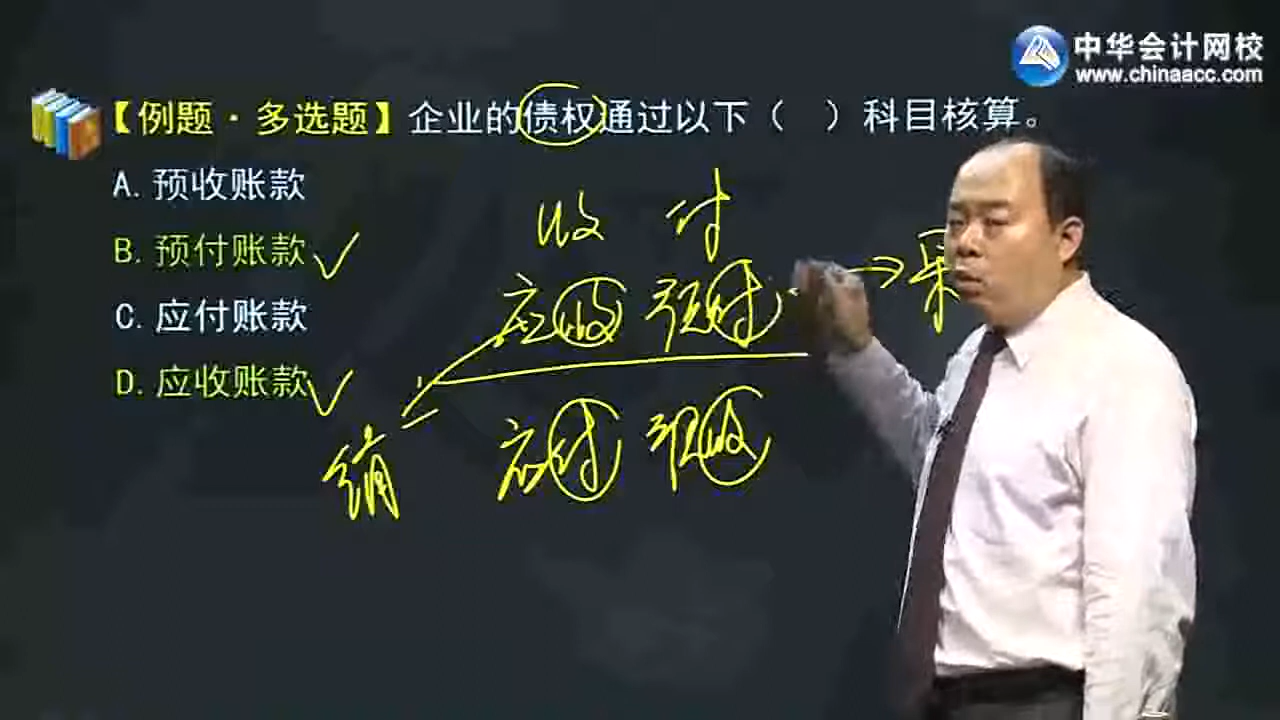 中华会计网校
www.chinaacc.com
【例题·多选题】企业的债权通过以下（ ）科目核算。
A. 预收账款
B. 预付账款
C. 应付账款
D. 应收账款
收 付
应收 预付
采
应付 预收
销